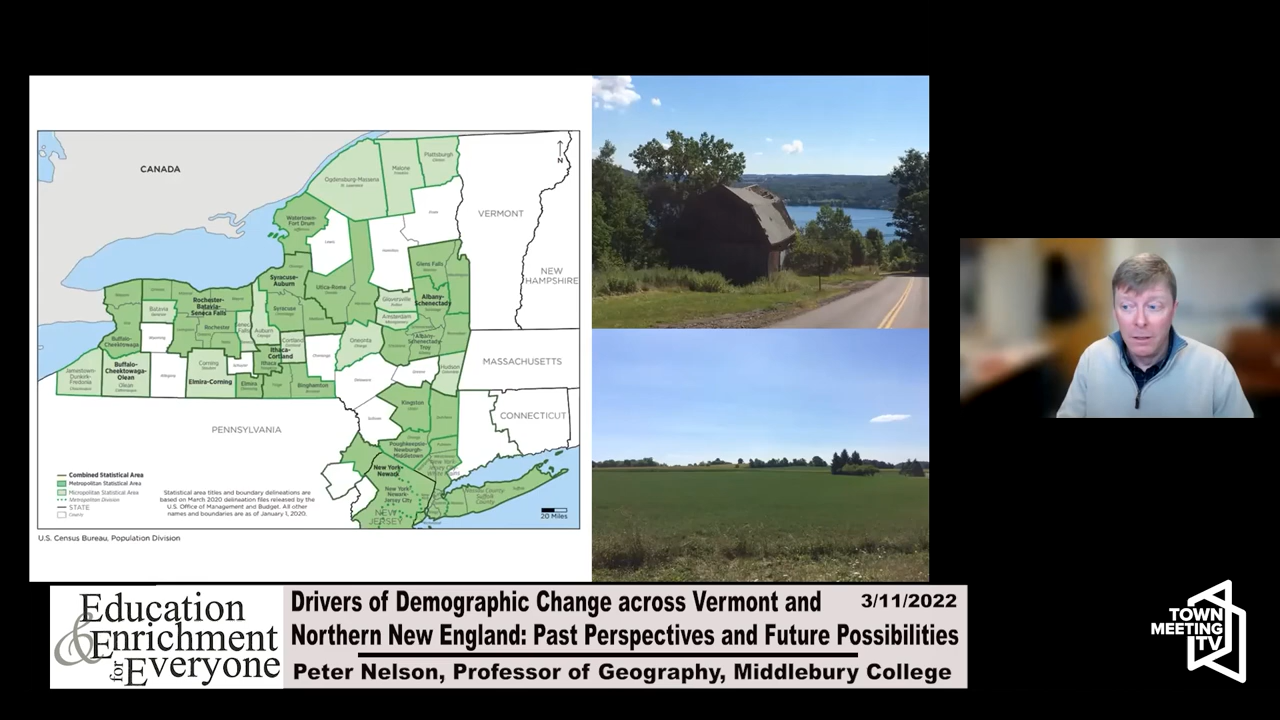 CANADA
N
Plattsburgh
Malone
Ogdensburg-Massena
VERMONT
Watertown-
Fort Drum
NEW
HAMPSHIRE
Glens Falls
Syracuse-
Auburn
Utica-Rome
Albany-
Schenectady
Rochester-
Batavia-
Seneca Falls
Batavia
Gloversville
Amsterdam
Syracuse
Rochester
Auburn
Buffalo-
Cheektowaga
Cortland
Albany-
Schenectady-
Troy
Oneonta
Ithaca-
Cortland
MASSACHUSETTS
Buffalo-
Cheektowaga-
Olean
Olean
Jamestown-
Dunkirk-
Fredonia
Corning
Elmira-Corning
Elmira
Binghamton
Hudson
Kingston
CONNECTICUT
PENNSYLVANIA
Poughkeepsie-
Newburgh-
Middletown
New York-
Newark
New York-
Newark-
Jersey City
NEW
JERSEY
Combined Statistical Area
Metropolitan Statistical Area
Micropolitan Statistical Area
Metropolitan Division
STATE
County
Statistical area titles and boundary delineations are
based on March 2020 delineation files released by the
U.S. Office of Management and Budget. All other
names and boundaries are as of January 1, 2020.
20 Miles
U.S. Census Bureau, Population Division
Education
& Enrichment
for Everyone
Drivers of Demographic Change across Vermont and 3/11/2022
Northern New England: Past Perspectives and Future Possibilities
Peter Nelson, Professor of Geography, Middlebury College
TOWN
MEETING
TV